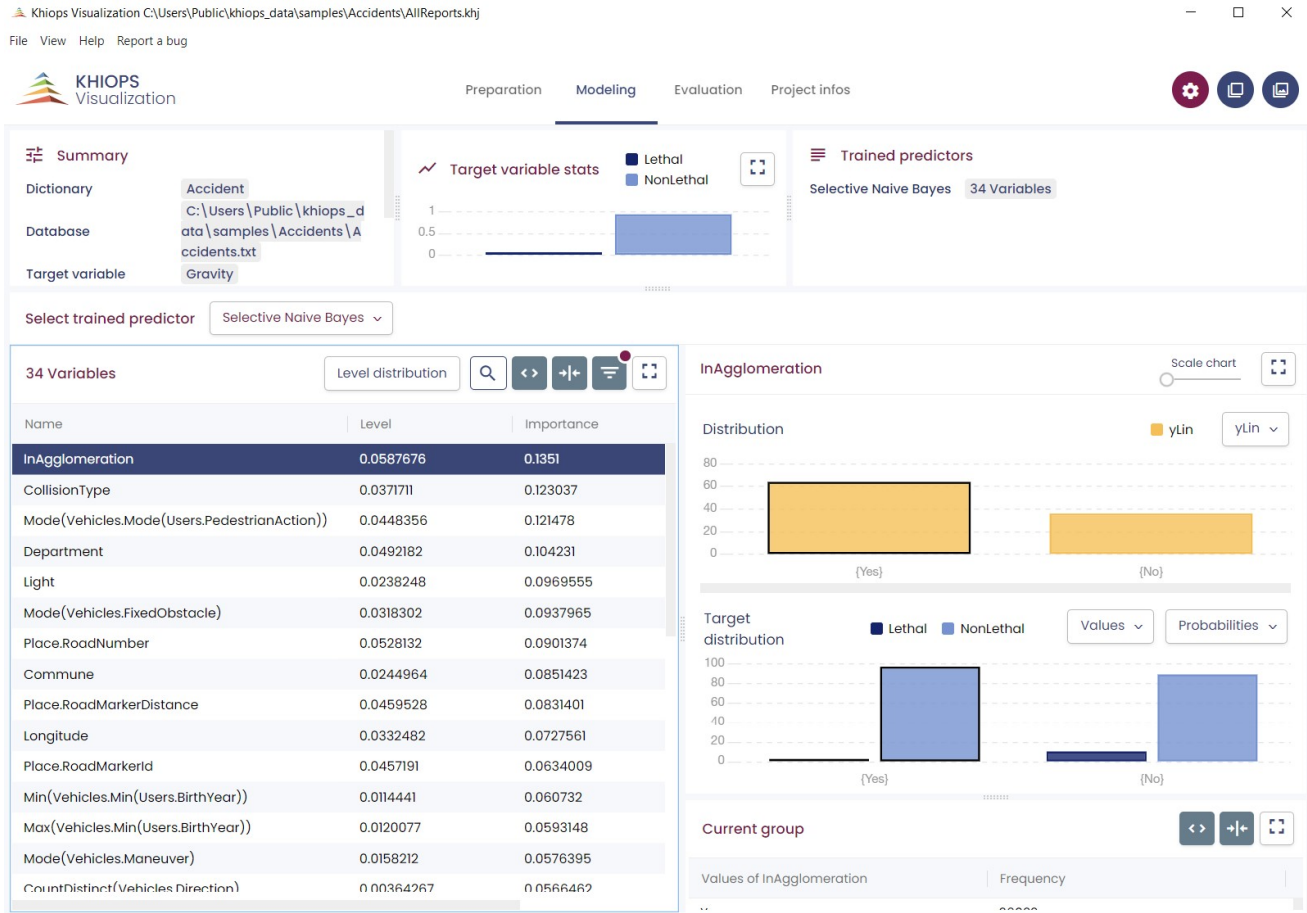 Khiops Visualization C:\Users\Public\khiops_data\samples\Accidents\AllReports.khj
File View Help Report a bug
KHIOPS
Visualization
Preparation Modeling Evaluation Project infos
Summary
Dictionary Accident
Database C:\Users\Public\khiops_d
ata\samples\Accidents\A
ccidents.txt
Target variable Gravity
Target variable stats
Lethal
NonLethal
1
0.5
0
Trained predictors
Selective Naive Bayes 34 Variables
Select trained predictor Selective Naive Bayes
34 Variables Level distribution
Name Level Importance
InAgglomeration 0.0587676 0.1351
CollisionType 0.0371711 0.123037
Mode(Vehicles.Mode(Users.PedestrianAction)) 0.0448356 0.121478
Department 0.0492182 0.104231
Light 0.0238248 0.0969555
Mode(Vehicles.FixedObstacle) 0.0318302 0.0937965
Place.RoadNumber 0.0528132 0.0901374
Commune 0.0244964 0.0851423
Place.RoadMarkerDistance 0.0459528 0.0831401
Longitude 0.0332482 0.0727561
Place.RoadMarkerId 0.0457191 0.0634009
Min(Vehicles.Min(Users.BirthYear)) 0.0114441 0.060732
Max(Vehicles.Min(Users.BirthYear)) 0.0120077 0.0593148
Mode(Vehicles.Maneuver) 0.0158212 0.0576395
CountDistinct(Vehicles.Direction) 0.00364267 0.0566462
InAgglomeration Scale chart
Distribution yLin yLin
80
60
40
20
0
{Yes} {No}
Target
distribution
Lethal NonLethal Values Probabilities
100
80
60
40
20
0
{Yes} {No}
Current group
Values of InAgglomeration Frequency